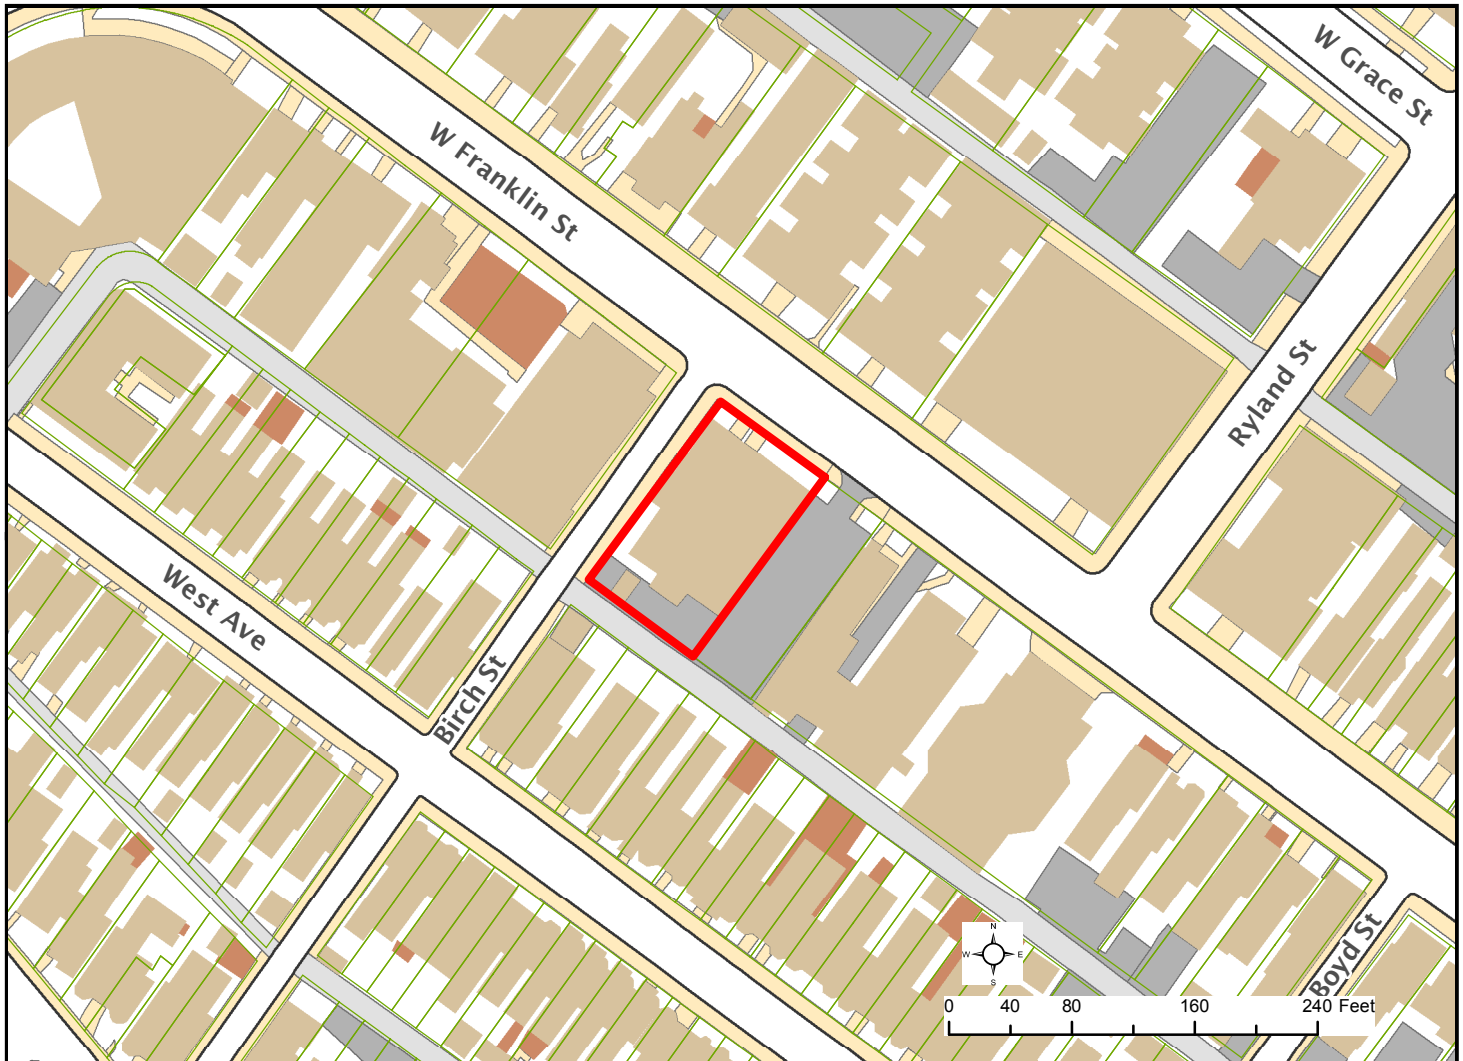 W Grace St
W Franklin St
Ryland St
West Ave
Birch St
Boyd St
N
W E
S
0 40 80 160 240 Feet